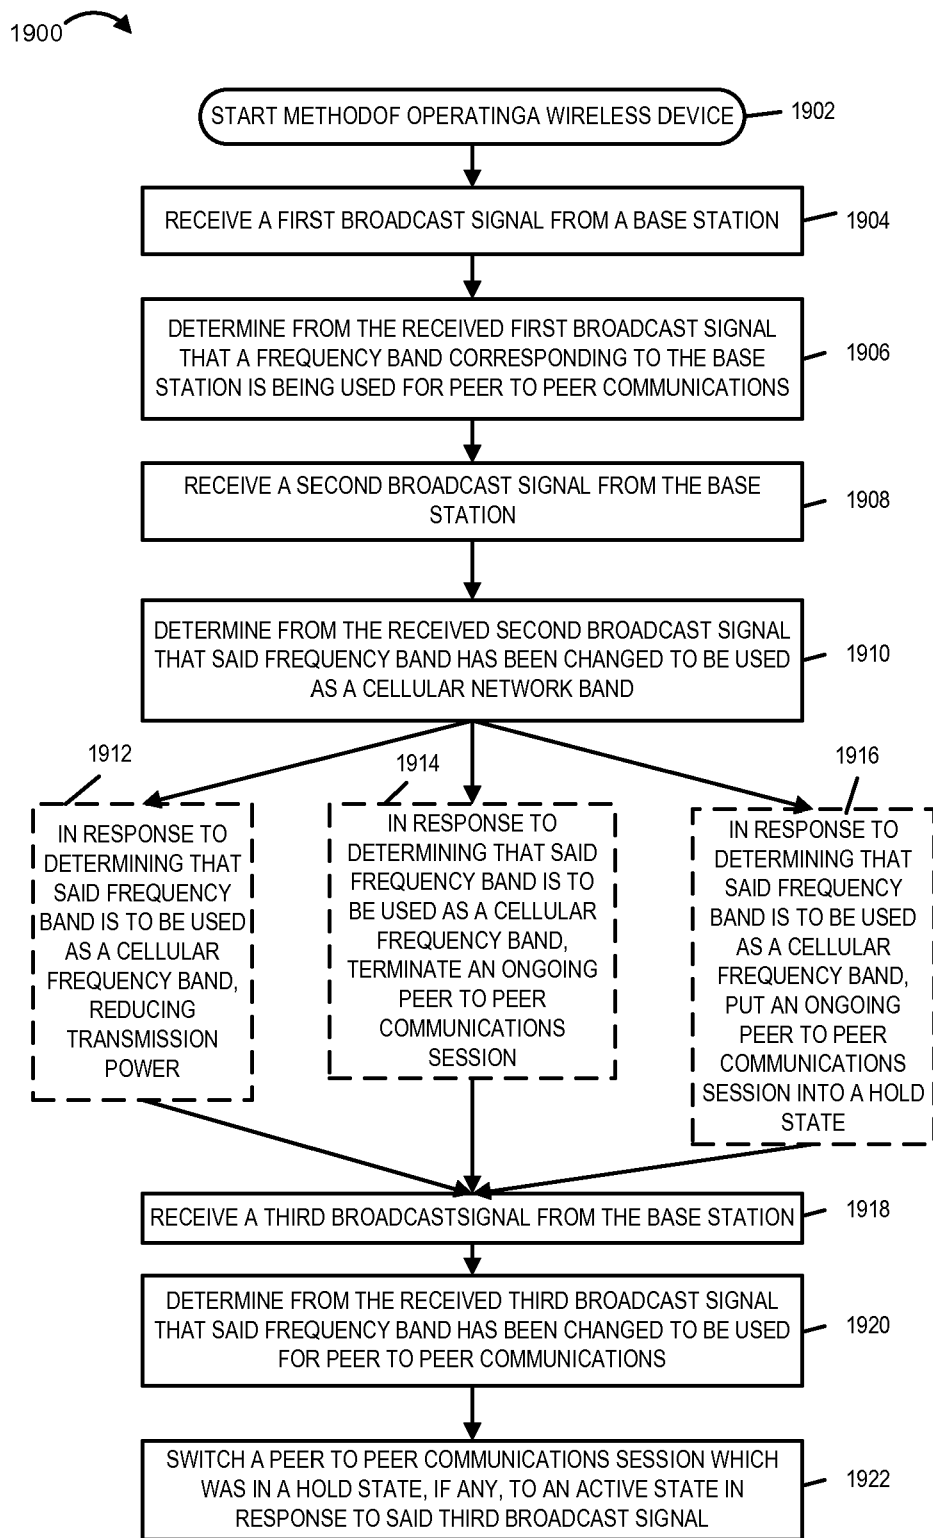 1900
START METHODOF OPERATINGA WIRELESS DEVICE
1902
RECEIVE A FIRST BROADCAST SIGNAL FROM A BASE STATION
1904
DETERMINE FROM THE RECEIVED FIRST BROADCAST SIGNAL
THAT A FREQUENCY BAND CORRESPONDING TO THE BASE
STATION IS BEING USED FOR PEER TO PEER COMMUNICATIONS
1906
RECEIVE A SECOND BROADCAST SIGNAL FROM THE BASE
STATION
1908
DETERMINE FROM THE RECEIVED SECOND BROADCAST SIGNAL
THAT SAID FREQUENCY BAND HAS BEEN CHANGED TO BE USED
AS A CELLULAR NETWORK BAND
1910
1912
IN RESPONSE TO
DETERMINING THAT
SAID FREQUENCY
BAND IS TO BE USED
AS A CELLULAR
FREQUENCY BAND,
REDUCING
TRANSMISSION
POWER
1914
IN RESPONSE TO
DETERMINING THAT SAID
FREQUENCY BAND IS TO
BE USED AS A CELLULAR
FREQUENCY BAND,
TERMINATE AN ONGOING
PEER TO PEER
COMMUNICATIONS
SESSION
1916
IN RESPONSE TO
DETERMINING THAT
SAID FREQUENCY
BAND IS TO BE USED
AS A CELLULAR
FREQUENCY BAND,
PUT AN ONGOING
PEER TO PEER
COMMUNICATIONS
SESSION INTO A HOLD
STATE
RECEIVE A THIRD BROADCASTSIGNAL FROM THE BASE STATION
1918
DETERMINE FROM THE RECEIVED THIRD BROADCAST SIGNAL
THAT SAID FREQUENCY BAND HAS BEEN CHANGED TO BE USED
FOR PEER TO PEER COMMUNICATIONS
1920
SWITCH A PEER TO PEER COMMUNICATIONS SESSION WHICH
WAS IN A HOLD STATE, IF ANY, TO AN ACTIVE STATE IN
RESPONSE TO SAID THIRD BROADCAST SIGNAL
1922